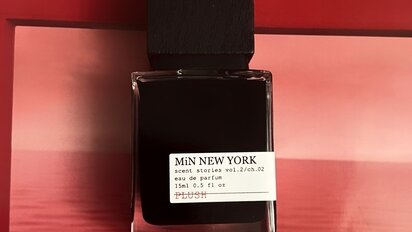 MiN NEW YORK
scent stories vol.2/ch.02
eau de parfum
15ml 0.5 fl oz
PLUSH